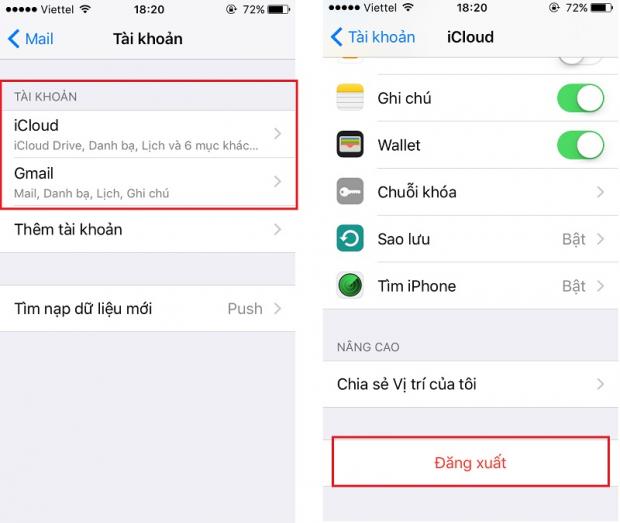 Viettel 18:20 72%
Mail Tài khoản
TÀI KHOẢN
iCloud
iCloud Drive, Danh bạ, Lịch và 6 mục khác...
Gmail
Mail, Danh bạ, Lịch, Ghi chú
Thêm tài khoản
Tìm nạp dữ liệu mới Push
Viettel 18:20 72%
Tài khoản iCloud
Ghi chú
Wallet
Chuỗi khóa
Sao lưu Bật
Tìm iPhone Bật
NÂNG CAO
Chia sẻ Vị trí của tôi
Đăng xuất